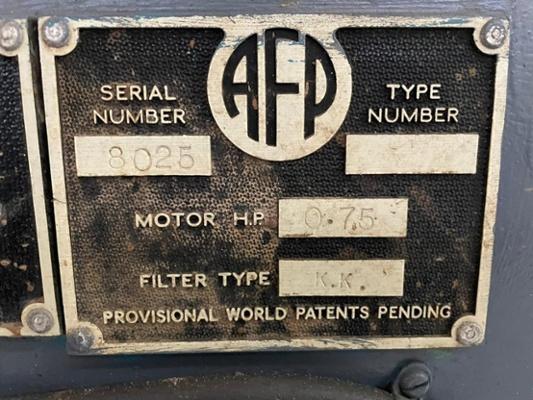 AFP
SERIAL NUMBER
8025
TYPE NUMBER
MOTOR H.P. 0.75
FILTER TYPE K.K.
PROVISIONAL WORLD PATENTS PENDING